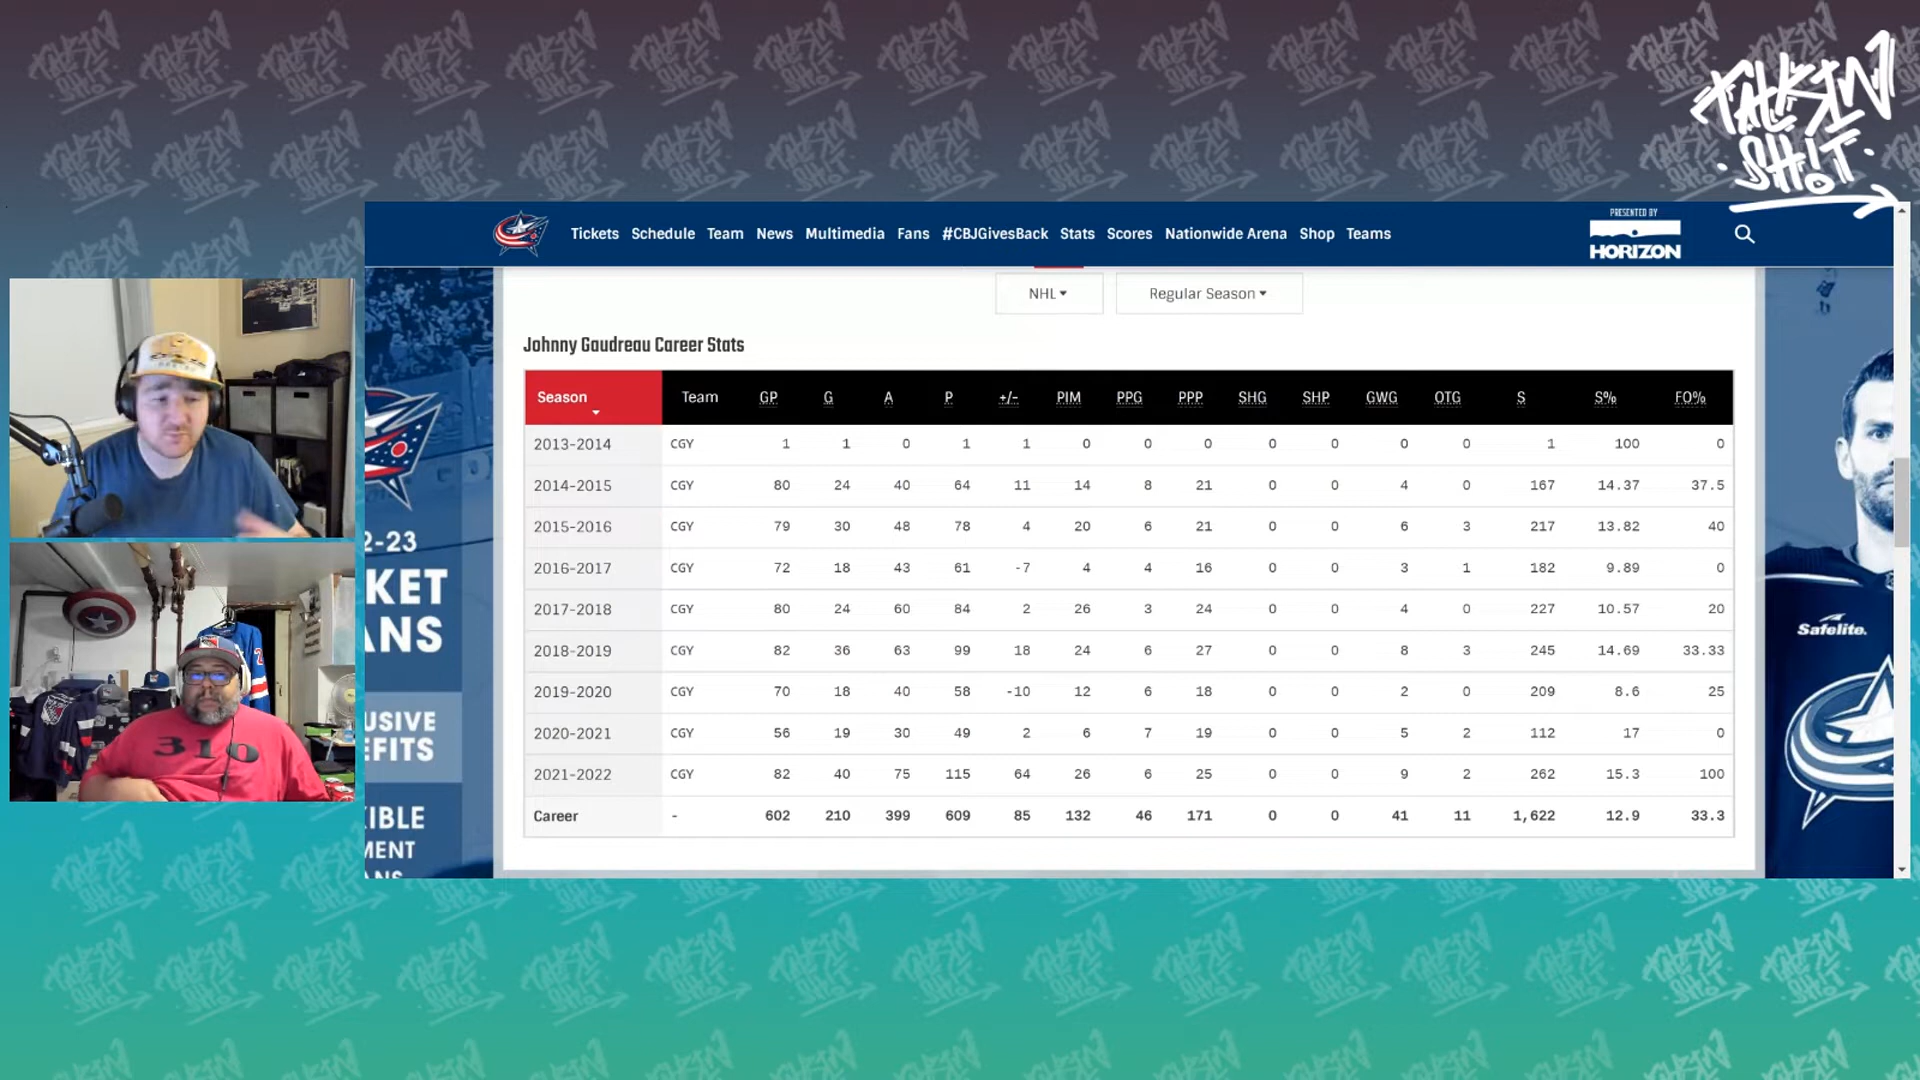 TALKIN
SH!T
PRESENTED BY
HORIZON
Tickets Schedule Team News Multimedia Fans #CBJGivesBack Stats Scores Nationwide Arena Shop Teams
NHL Regular Season
Johnny Gaudreau Career Stats
Season Team GP G A P +/- PIM PPG PPP SHG SHP GWG OTG S S% FO%
2013-2014 CGY 1 1 0 1 1 0 0 0 0 0 0 0 1 100 0
2014-2015 CGY 80 24 40 64 11 14 8 21 0 0 4 0 167 14.37 37.5
2015-2016 CGY 79 30 48 78 4 20 6 21 0 0 6 3 217 13.82 40
2016-2017 CGY 72 18 43 61 -7 4 4 16 0 0 3 1 182 9.89 0
2017-2018 CGY 80 24 60 84 2 26 3 24 0 0 4 0 227 10.57 20
2018-2019 CGY 82 36 63 99 18 24 6 27 0 0 8 3 245 14.69 33.33
2019-2020 CGY 70 18 40 58 -10 12 6 18 0 0 2 0 209 8.6 25
2020-2021 CGY 56 19 30 49 2 6 7 19 0 0 5 2 112 17 0
2021-2022 CGY 82 40 75 115 64 26 6 25 0 0 9 2 262 15.3 100
Career - 602 210 399 609 85 132 46 171 0 0 41 11 1,622 12.9 33.3
2-23
KET
ANS
USIVE
EFITS
IBLE
MENT
ANS
Safelite.
310